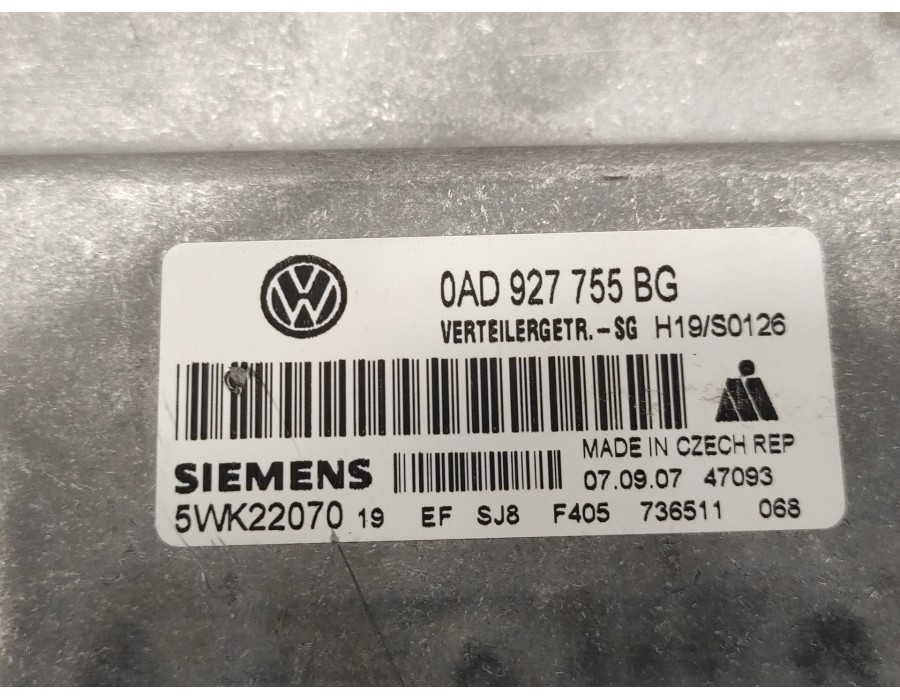 0AD 927 755 BG
VERTEILERGETR.-SG H19/S0126
MADE IN CZECH REP
SIEMENS 07.09.07 47093
5WK22070 19 EF SJ8 F405 736511 068